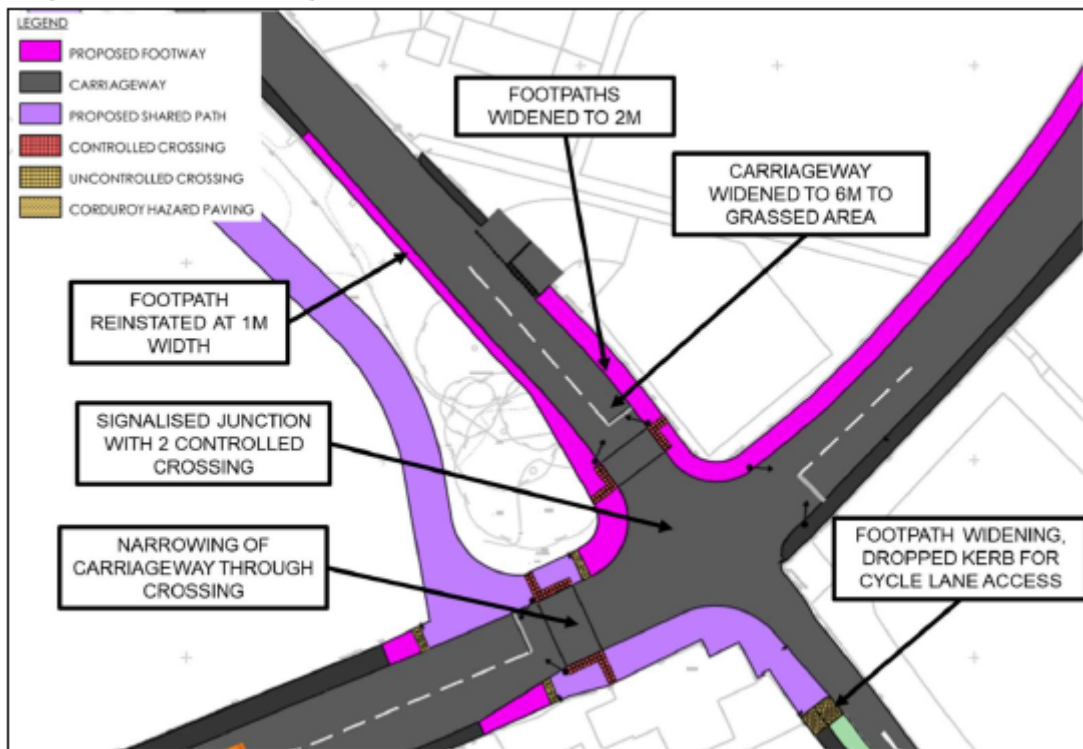 LEGEND
PROPOSED FOOTWAY
CARRIAGEWAY
PROPOSED SHARED PATH
CONTROLLED CROSSING
UNCONTROLLED CROSSING
CORDUROY HAZARD PAVING
FOOTPATHS
WIDENED TO 2M
CARRIAGEWAY
WIDENED TO 6M TO
GRASSED AREA
FOOTPATH
REINSTATED AT 1M
WIDTH
SIGNALISED JUNCTION
WITH 2 CONTROLLED
CROSSING
NARROWING OF
CARRIAGEWAY THROUGH
CROSSING
FOOTPATH WIDENING,
DROPPED KERB FOR
CYCLE LANE ACCESS